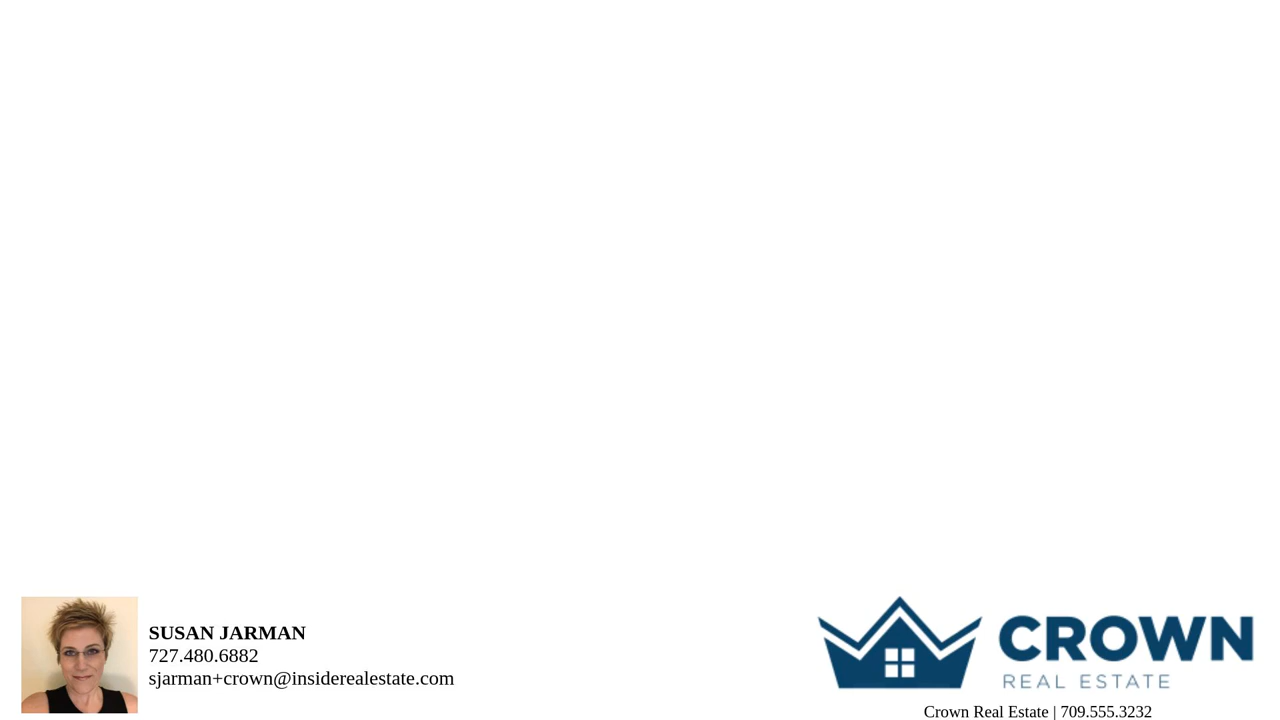 SUSAN JARMAN
727.480.6882
sjarman+crown@insiderealestate.com
CROWN
REAL ESTATE
Crown Real Estate | 709.555.3232